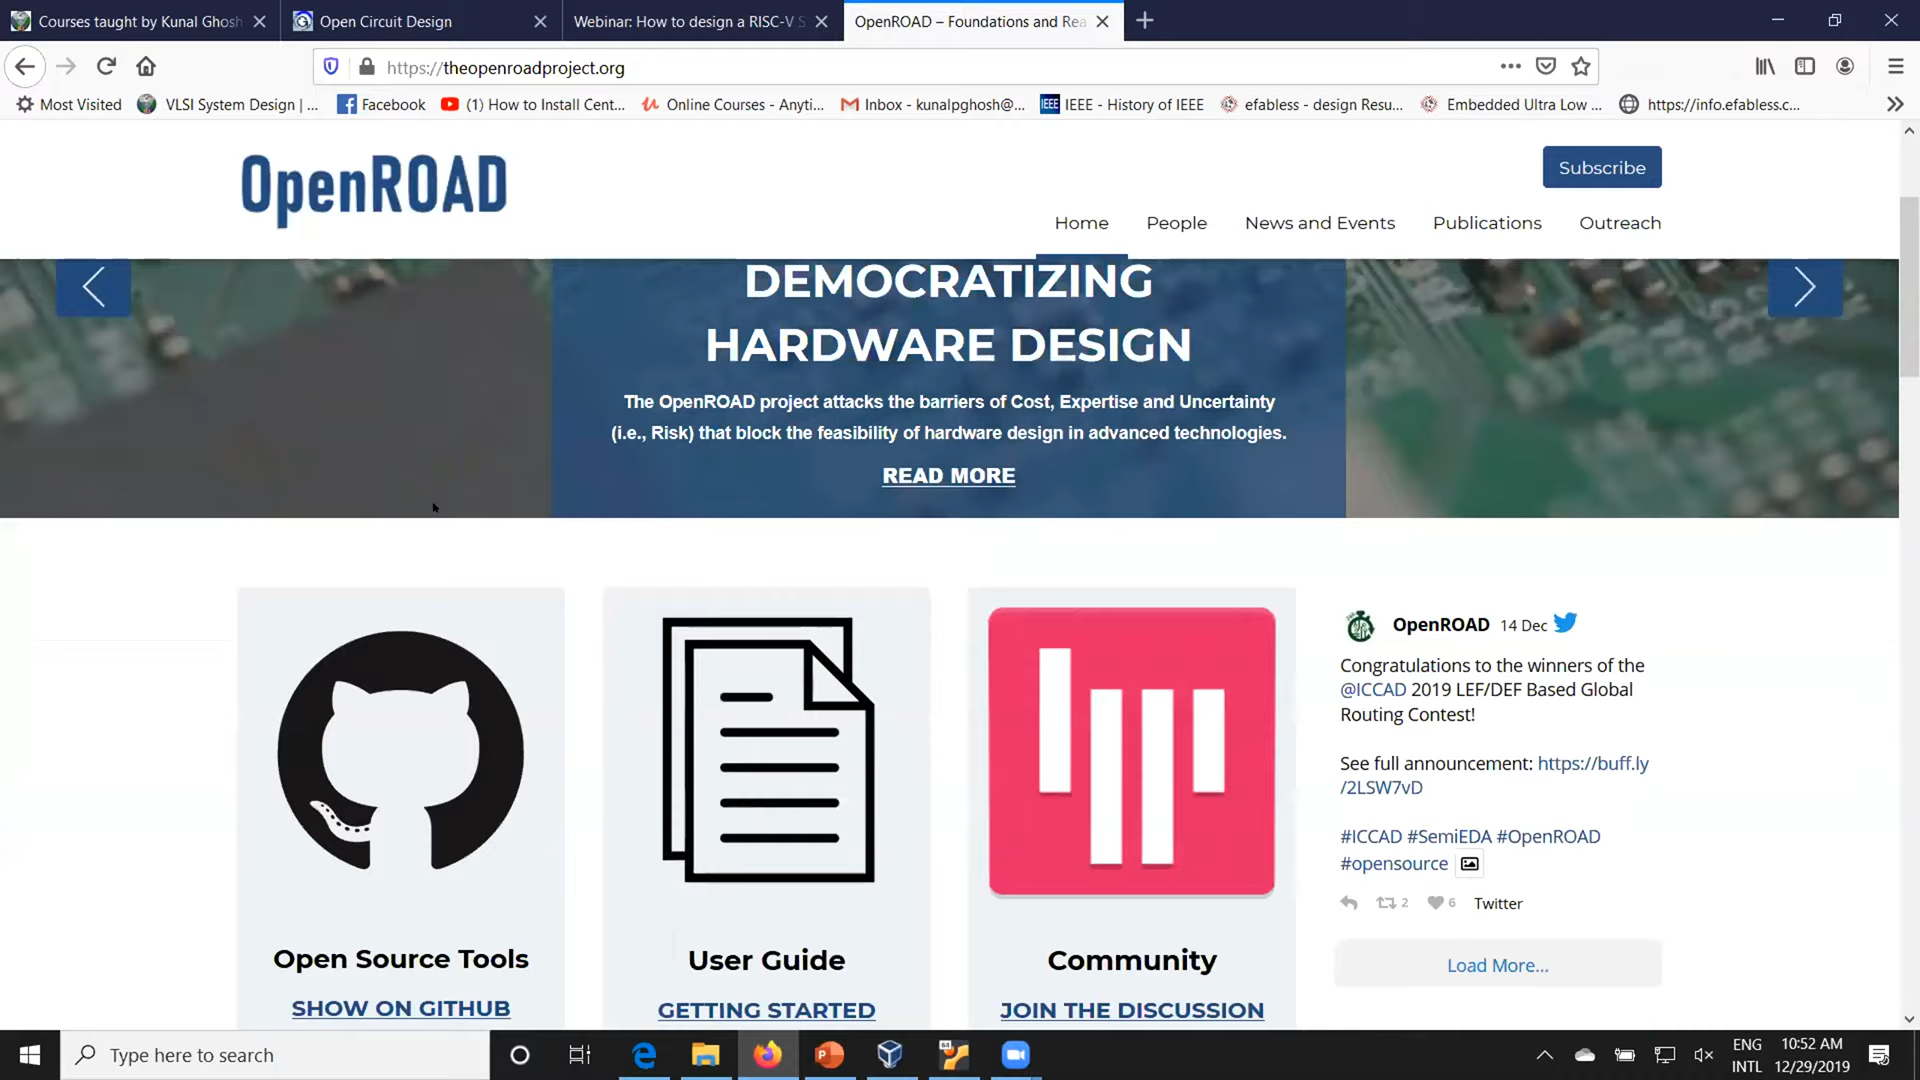 Courses taught by Kunal Ghosh
Open Circuit Design
Webinar: How to design a RISC-V S
OpenROAD – Foundations and Rea
https://theopenroadproject.org
Most Visited
VLSI System Design | ...
Facebook
(1) How to Install Cent...
Online Courses - Anyti...
Inbox - kunalpghosh@...
IEEE
IEEE - History of IEEE
efabless - design Resu...
Embedded Ultra Low ...
https://info.efabless.c...
OpenROAD
Subscribe
Home
People
News and Events
Publications
Outreach
DEMOCRATIZING
HARDWARE DESIGN
The OpenROAD project attacks the barriers of Cost, Expertise and Uncertainty
(i.e., Risk) that block the feasibility of hardware design in advanced technologies.
READ MORE
Open Source Tools
SHOW ON GITHUB
User Guide
GETTING STARTED
Community
JOIN THE DISCUSSION
OpenROAD 14 Dec
Congratulations to the winners of the
@ICCAD 2019 LEF/DEF Based Global
Routing Contest!
See full announcement: https://buff.ly
/2LSW7vD
#ICCAD #SemiEDA #OpenROAD
#opensource
2
6
Twitter
Load More...
Type here to search
64
ENG
INTL
10:52 AM
12/29/2019